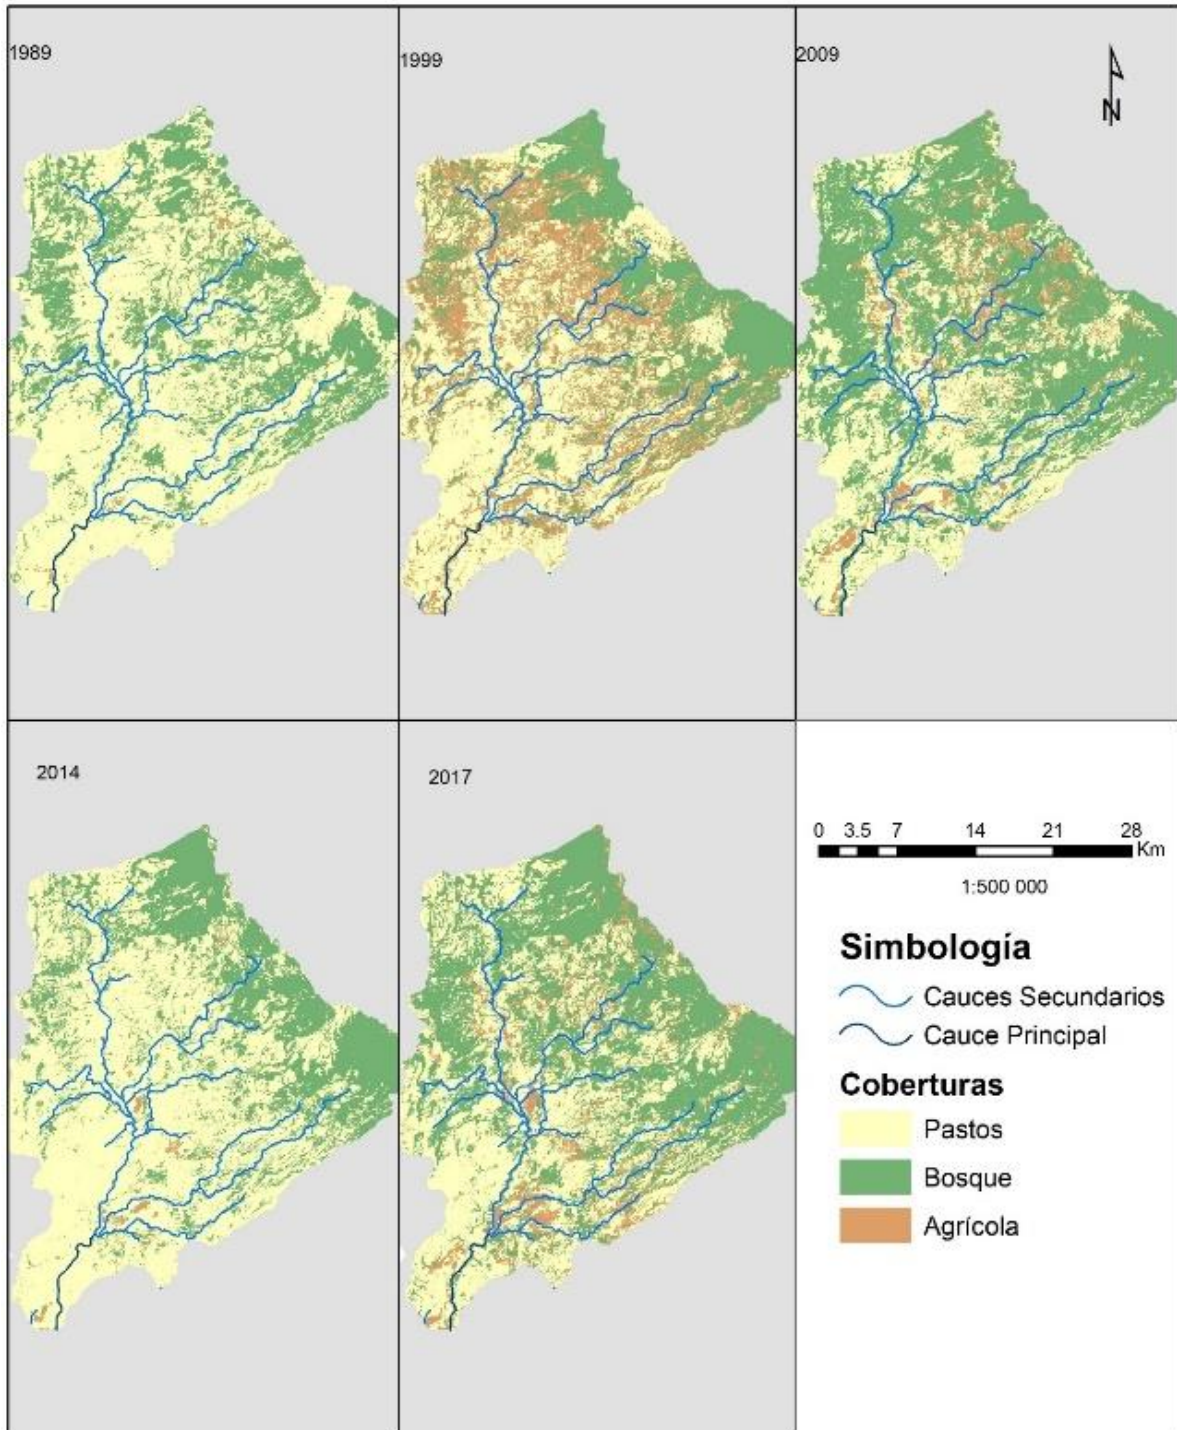 1989
1999
2009
N
2014
2017
0 3.5 7 14 21 28
Km
1:500 000
Simbología
Cauces Secundarios
Cauce Principal
Coberturas
Pastos
Bosque
Agrícola